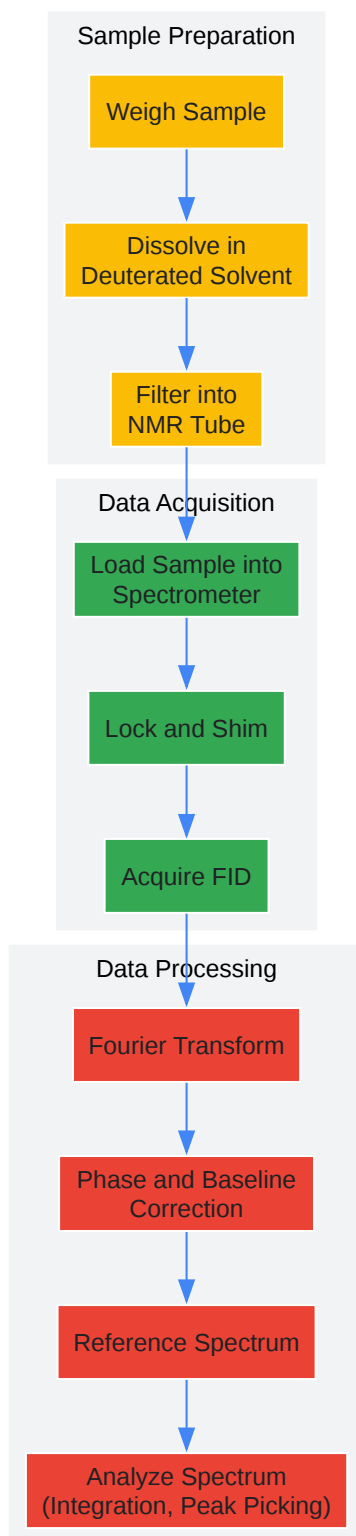 Sample Preparation
Weigh Sample
Dissolve in
Deuterated Solvent
Filter into
NMR Tube
Data Acquisition
Load Sample into
Spectrometer
Lock and Shim
Acquire FID
Data Processing
Fourier Transform
Phase and Baseline
Correction
Reference Spectrum
Analyze Spectrum
(Integration, Peak Picking)